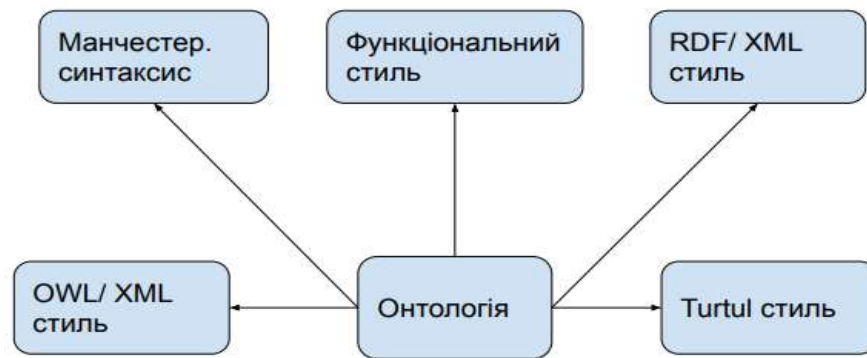 Манчестер.
синтаксис
Функціональний
стиль
RDF/ XML
стиль
OWL/ XML
стиль
Онтологія
Turtul стиль